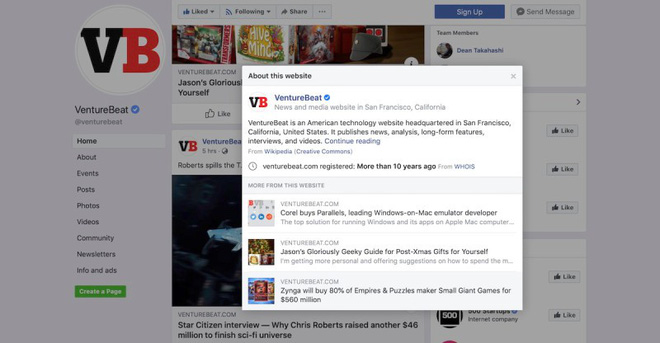 VB
VentureBeat
@venturebeat
Home
About
Events
Posts
Photos
Videos
Community
Newsletters
Info and ads
Create a Page
Liked
Following
Share
Sign Up
Send Message
HIVE MIND
VENTUREBEAT.COM
Jason's Gloriously
Yourself
Like
VB
VentureBeat
5 hrs
Roberts spills the T
VENTUREBEAT.COM
Star Citizen interview — Why Chris Roberts raised another $46
million to finish sci-fi universe
About this website
VB
VentureBeat
News and media website in San Francisco, California
VentureBeat is an American technology website headquartered in San Francisco,
California, United States. It publishes news, analysis, long-form features,
interviews, and videos. Continue reading
From Wikipedia (Creative Commons)
venturebeat.com registered: More than 10 years ago From WHOIS
MORE FROM THIS WEBSITE
VENTUREBEAT.COM
Corel buys Parallels, leading Windows-on-Mac emulator developer
The top solution for running Windows and its apps on Apple Mac computer...
VENTUREBEAT.COM
Jason's Gloriously Geeky Guide for Post-Xmas Gifts for Yourself
I'm getting more personal and offering suggestions on how to spend the m...
VENTUREBEAT.COM
Zynga will buy 80% of Empires & Puzzles maker Small Giant Games for
$560 million
Team Members
Dean Takahashi
Like
Like
Like
Like
500
500 Startups
Internet company
Like